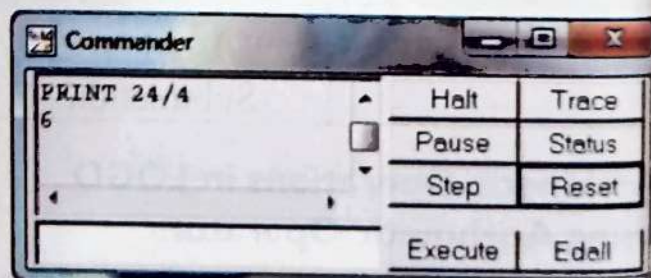 Commander
PRINT 24/4
6
Halt
Trace
Pause
Status
Step
Reset
Execute
Edall